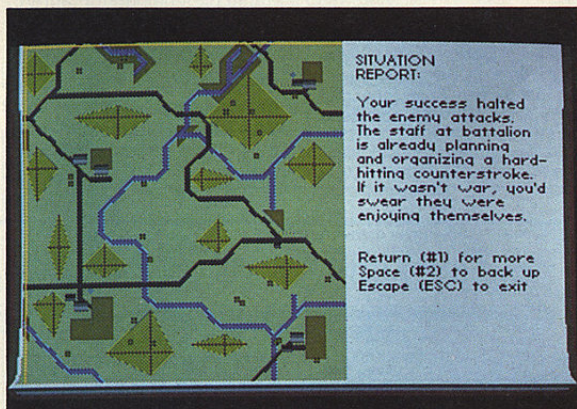 SITUATION
REPORT:
Your success halted
the enemy attacks.
The staff at battalion
is already planning
and organizing a hard-
hitting counterstroke.
If it wasn't war, you'd
swear they were
enjoying themselves.
Return (#1) for more
Space (#2) to back up
Escape (ESC) to exit